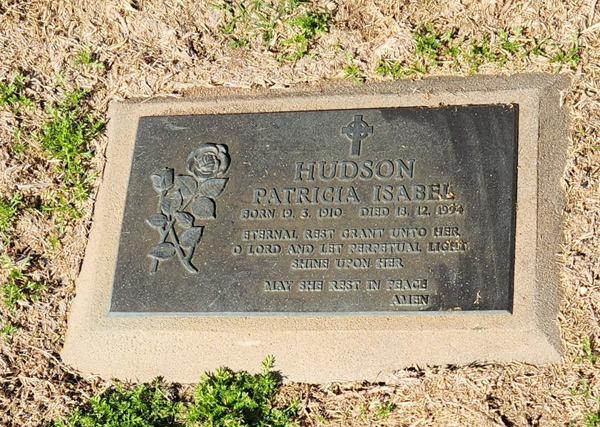 HUDSON
PATRICIA ISABEL
BORN 19. 3. 1910 DIED 13. 12. 1994
ETERNAL REST GRANT UNTO HER
O LORD AND LET PERPETUAL LIGHT
SHINE UPON HER
MAY SHE REST IN PEACE
AMEN